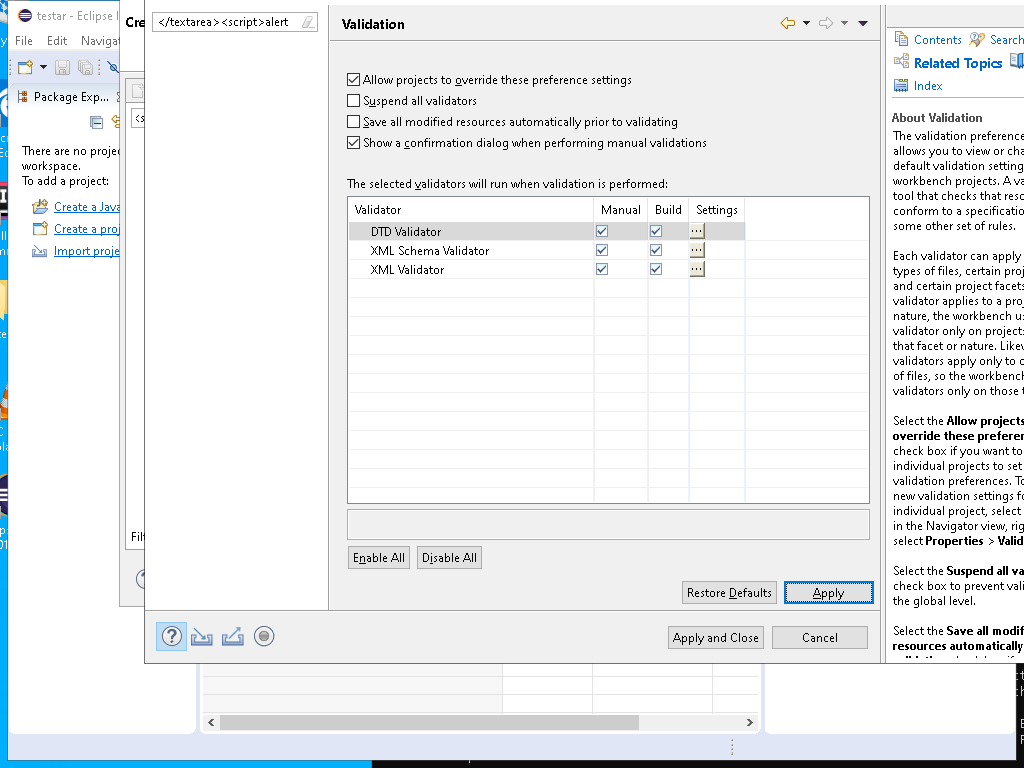 testar - Eclipse I
File Edit Navigat
Package Exp...
There are no proje
workspace.
To add a project:
Create a Java
Create a proj
Import proje
Cre
<s
Filt
</textarea><script>alert
Validation
Allow projects to override these preference settings
Suspend all validators
Save all modified resources automatically prior to validating
Show a confirmation dialog when performing manual validations
The selected validators will run when validation is performed:
Validator Manual Build Settings
DTD Validator
XML Schema Validator
XML Validator
Enable All Disable All
Restore Defaults Apply
Apply and Close Cancel
Contents Search
Related Topics
Index
About Validation
The validation preference
allows you to view or cha
default validation setting
workbench projects. A va
tool that checks that reso
conform to a specificatio
some other set of rules.
Each validator can apply
types of files, certain proj
and certain project facets
validator applies to a proj
nature, the workbench us
validator only on projects
that facet or nature. Likew
validators apply only to c
of files, so the workbench
validators only on those t
Select the Allow projects
override these preferen
check box if you want to
individual projects to set
validation preferences. To
new validation settings fo
individual project, select
in the Navigator view, rig
select Properties > Valid
Select the Suspend all va
check box to prevent vali
the global level.
Select the Save all modif
resources automatically